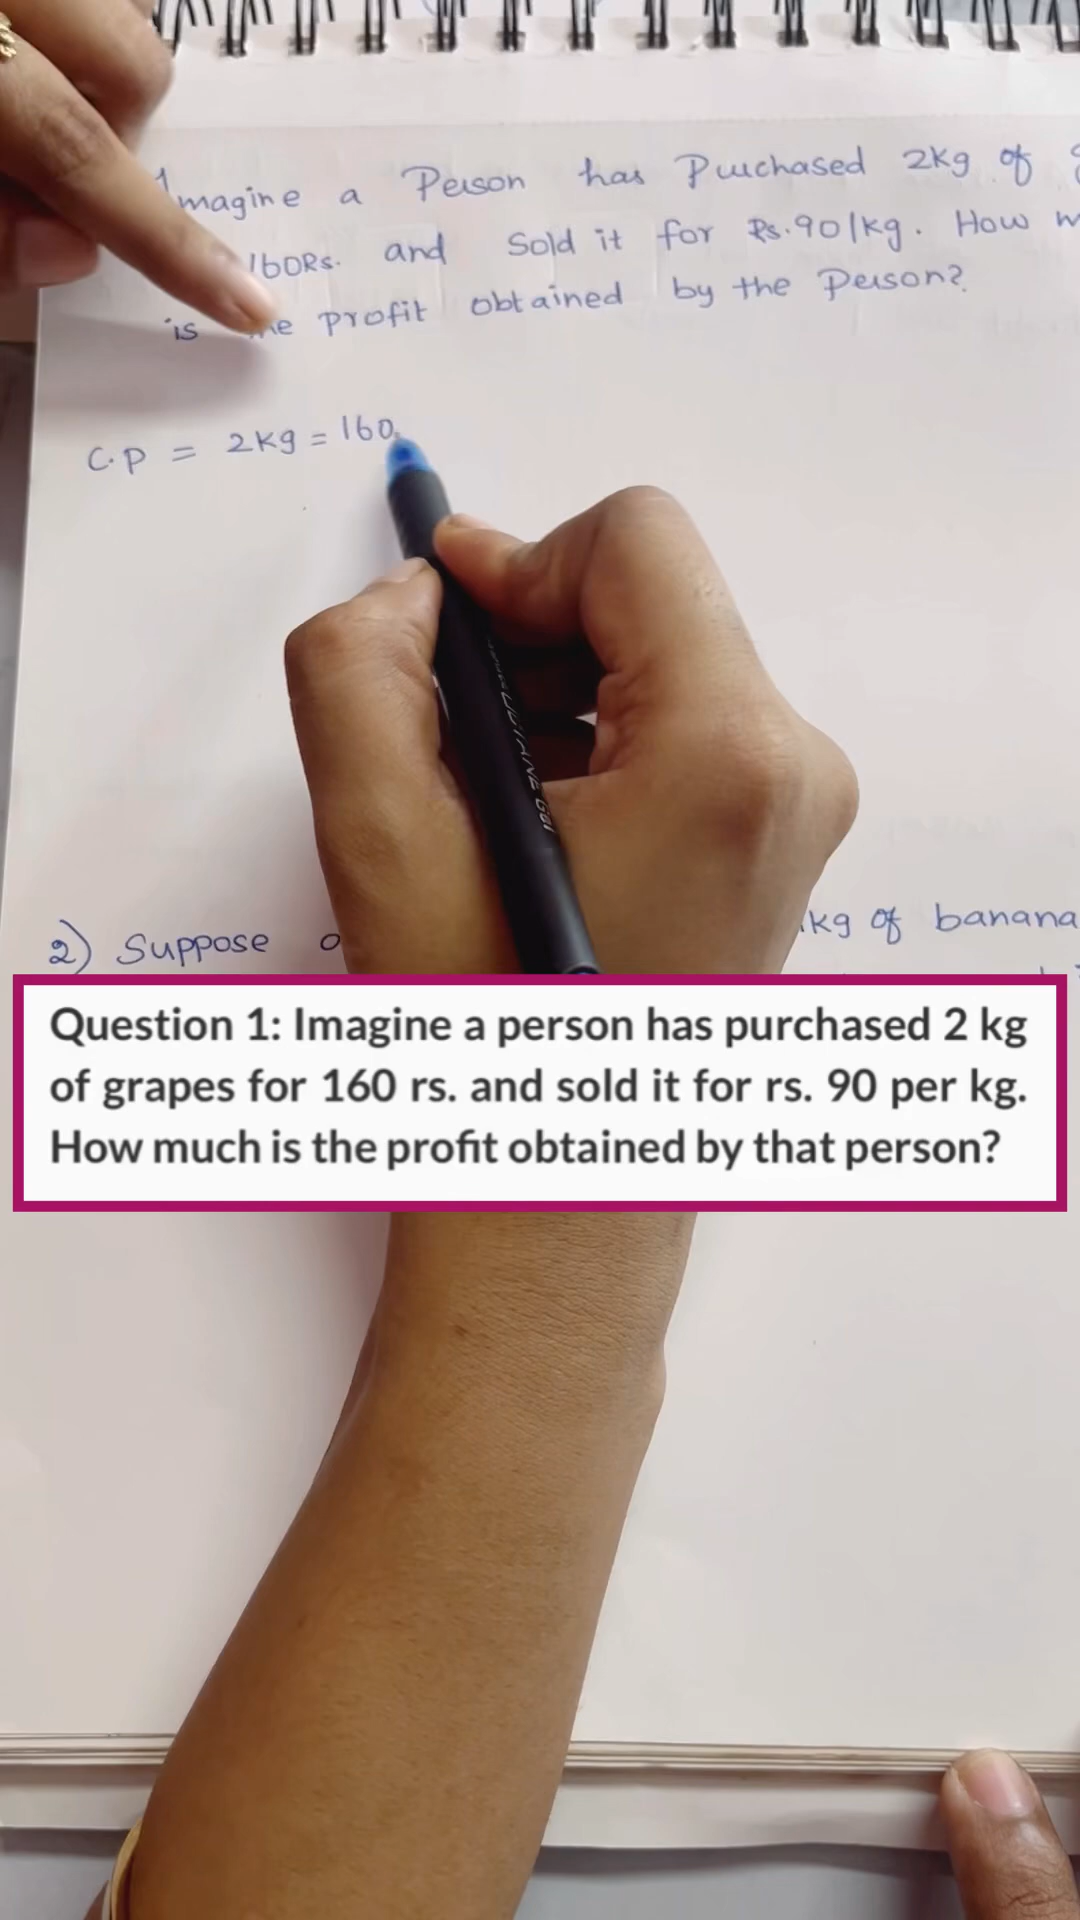 Imagine a Person has Purchased 2kg of
160Rs. and Sold it for Rs.90/kg. How
is the profit obtained by the Person?
C.P = 2kg = 160
2) Suppose kg of banana
Question 1: Imagine a person has purchased 2 kg
of grapes for 160 rs. and sold it for rs. 90 per kg.
How much is the profit obtained by that person?